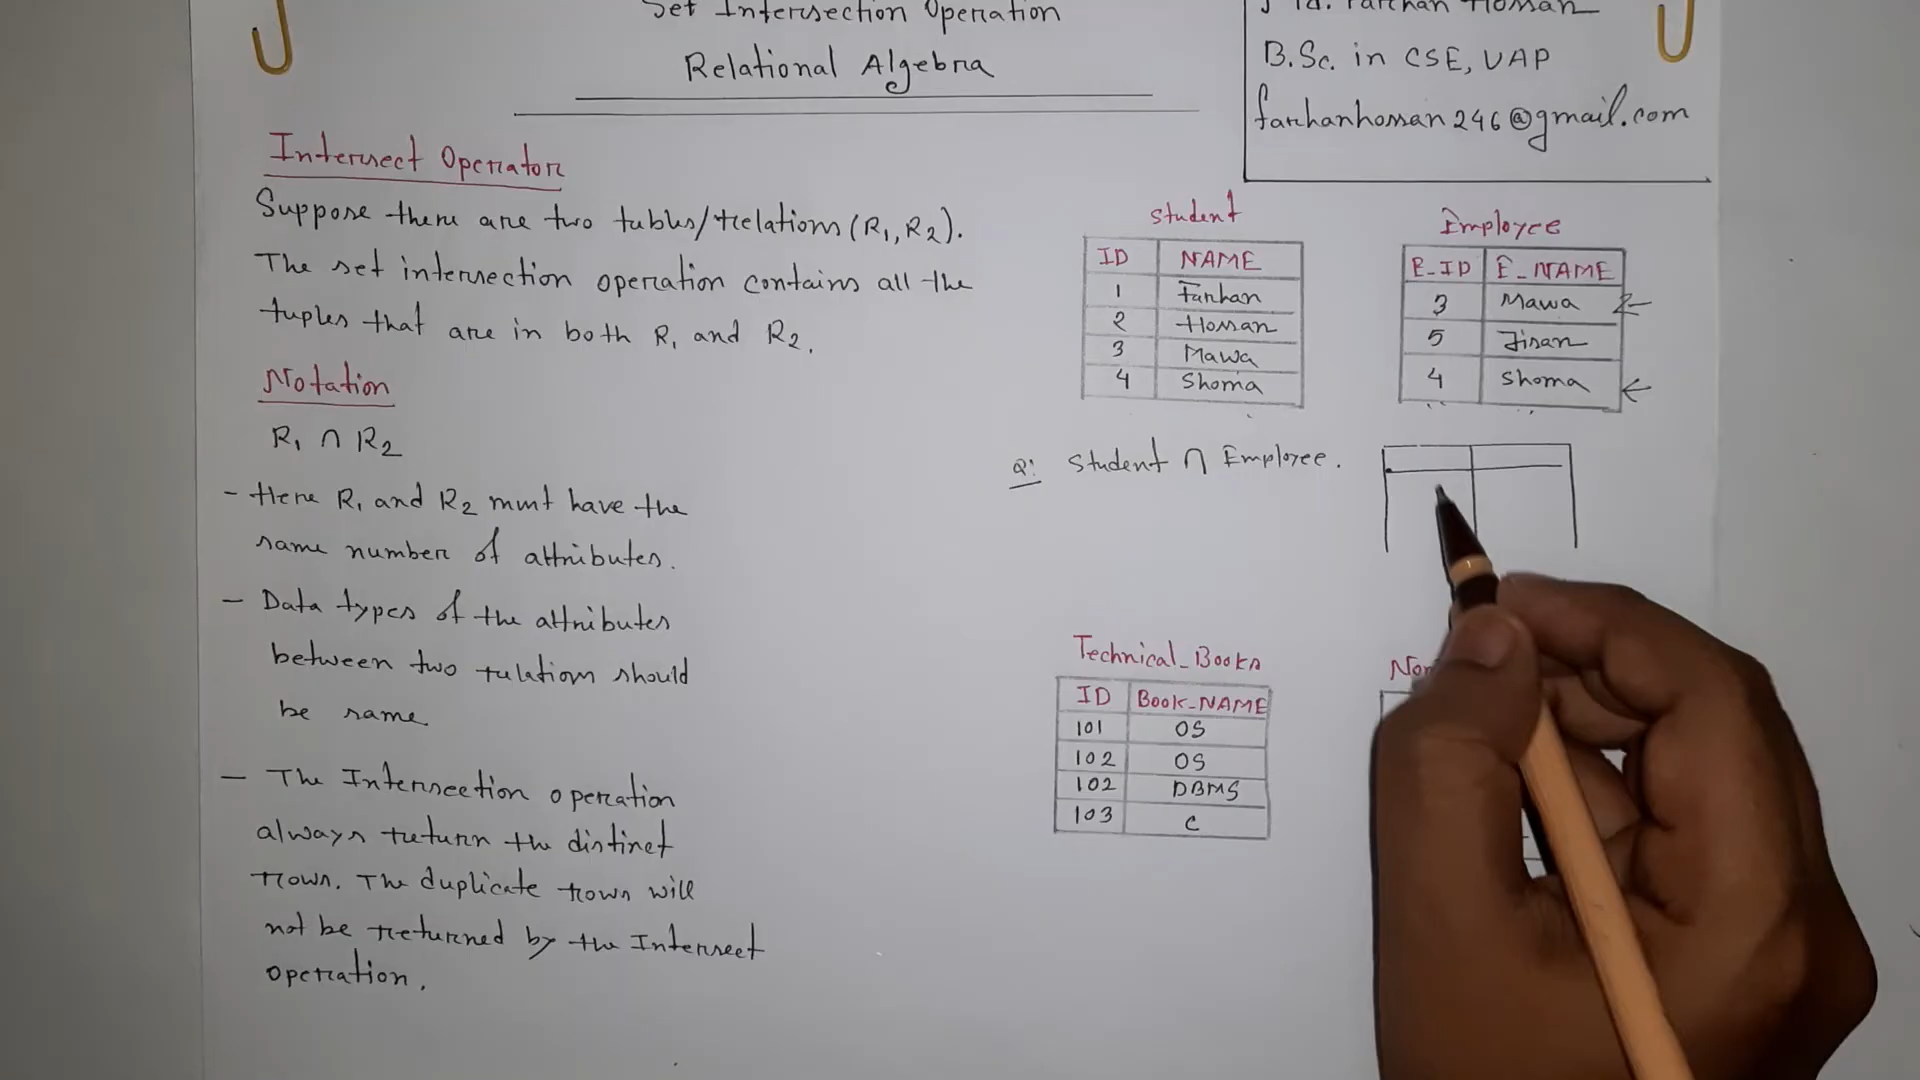 Set Intersection Operation
Relational Algebra
Md. Farhan Hossan
B.Sc. in CSE, UAP
farhanhossan246@gmail.com
Intersect Operator
Suppose there are two tables/relations (R1, R2).
The set intersection operation contains all the
tuples that are in both R1 and R2.
Notation
R1 ∩ R2
- Here R1 and R2 must have the
same number of attributes.
- Data types of the attributes
between two relations should
be same.
- The Intersection operation
always return the distinct
rows. The duplicate rows will
not be returned by the Intersect
operation.
Student
ID NAME
1 Farhan
2 Hossan
3 Mawa
4 Shoma
Employee
E_ID E_NAME
3 Mawa
5 Jisan
4 Shoma
Q: Student ∩ Employee.
Technical_Books
ID Book_NAME
101 OS
102 OS
102 DBMS
103 C